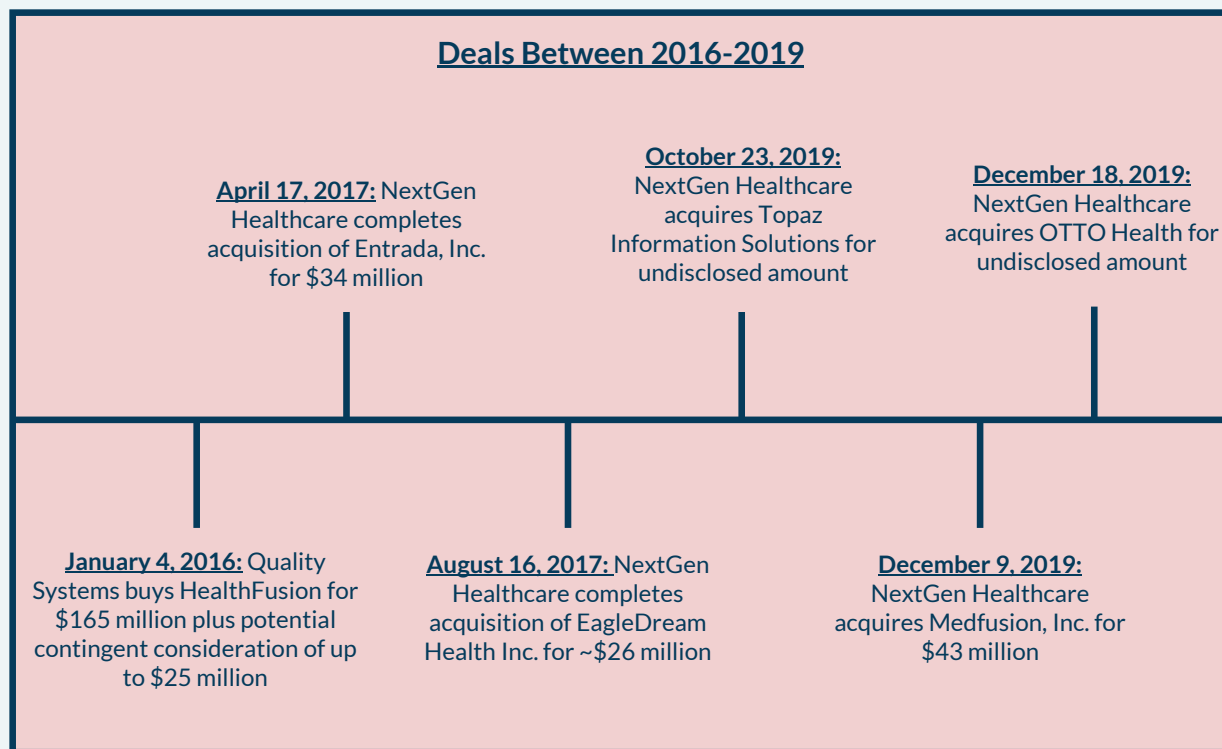 Deals Between 2016-2019
April 17, 2017: NextGen
Healthcare completes
acquisition of Entrada, Inc.
for $34 million
October 23, 2019:
NextGen Healthcare
acquires Topaz
Information Solutions for
undisclosed amount
December 18, 2019:
NextGen Healthcare
acquires OTTO Health for
undisclosed amount
January 4, 2016: Quality
Systems buys HealthFusion for
$165 million plus potential
contingent consideration of up
to $25 million
August 16, 2017: NextGen
Healthcare completes
acquisition of EagleDream
Health Inc. for ~$26 million
December 9, 2019:
NextGen Healthcare
acquires Medfusion, Inc. for
$43 million